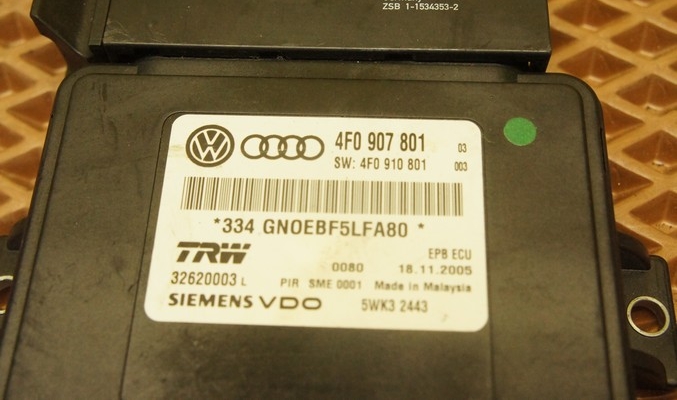 ZSB 1-1534353-2
4F0 907 801 03
SW: 4F0 910 801 003
*334 GNOEBF5LFA80 *
TRW EPB ECU
0080 18.11.2005
32620003 L PIR SME 0001 Made in Malaysia
SIEMENS VDO 5WK3 2443